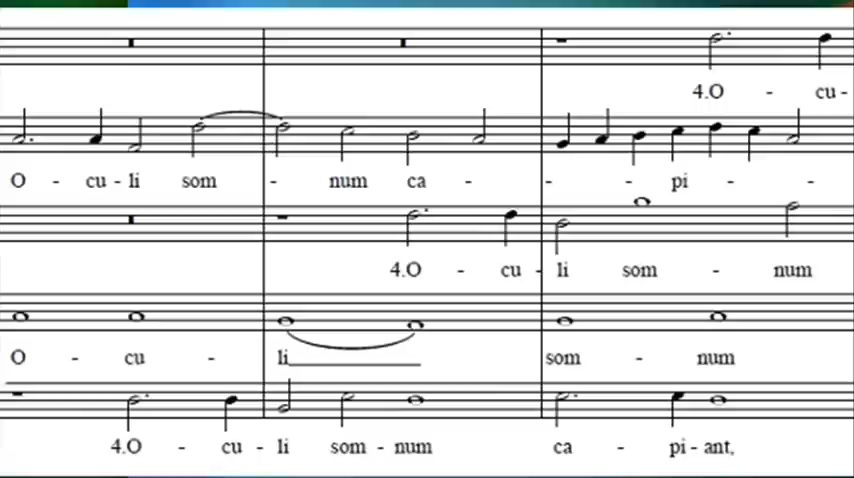 4.O - cu -
O - cu - li som - num ca - - - pi - -
4.O - cu - li som - num
O - cu - li______ som - num
4.O - cu - li som - num ca - pi - ant,